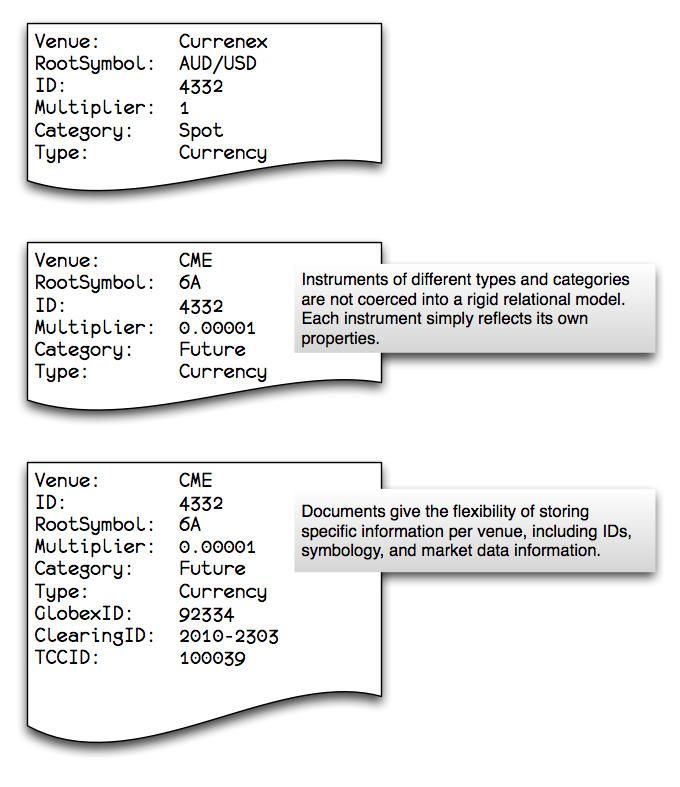 Venue: Currenex
RootSymbol: AUD/USD
ID: 4332
Multiplier: 1
Category: Spot
Type: Currency
Venue: CME
RootSymbol: 6A
ID: 4332
Multiplier: 0.00001
Category: Future
Type: Currency
Instruments of different types and categories
are not coerced into a rigid relational model.
Each instrument simply reflects its own
properties.
Venue: CME
ID: 4332
RootSymbol: 6A
Multiplier: 0.00001
Category: Future
Type: Currency
GlobexID: 92334
ClearingID: 2010-2303
TCCID: 100039
Documents give the flexibility of storing
specific information per venue, including IDs,
symbology, and market data information.